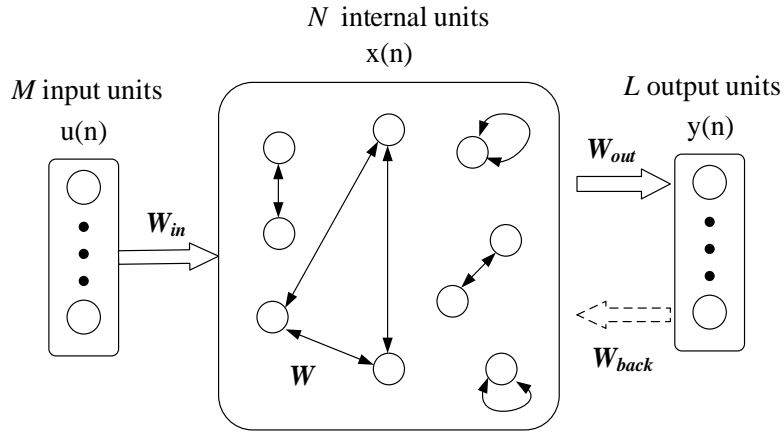 N internal units
x(n)
M input units
u(n)
L output units
y(n)
W_in
W_out
W
W_back